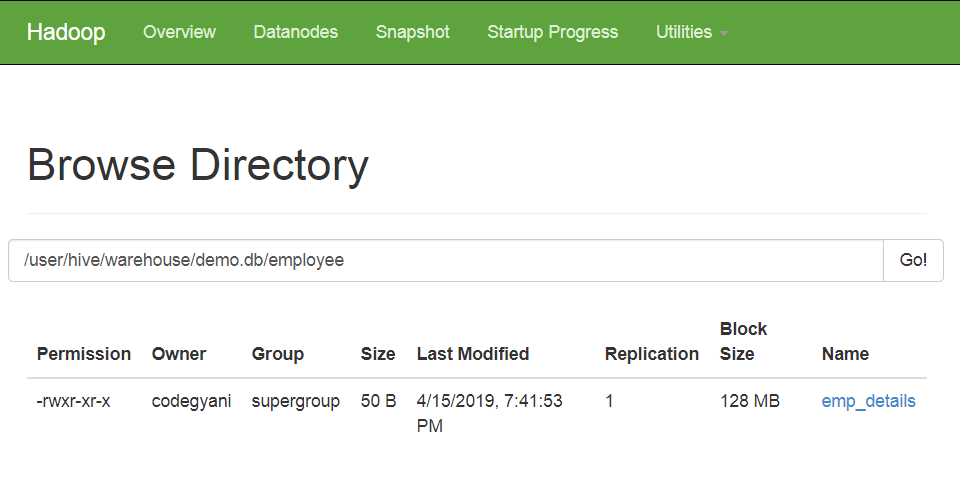 Hadoop Overview Datanodes Snapshot Startup Progress Utilities
Browse Directory
/user/hive/warehouse/demo.db/employee Go!
Permission Owner Group Size Last Modified Replication Block Size Name
-rwxr-xr-x codegyani supergroup 50 B 4/15/2019, 7:41:53 PM 1 128 MB emp_details